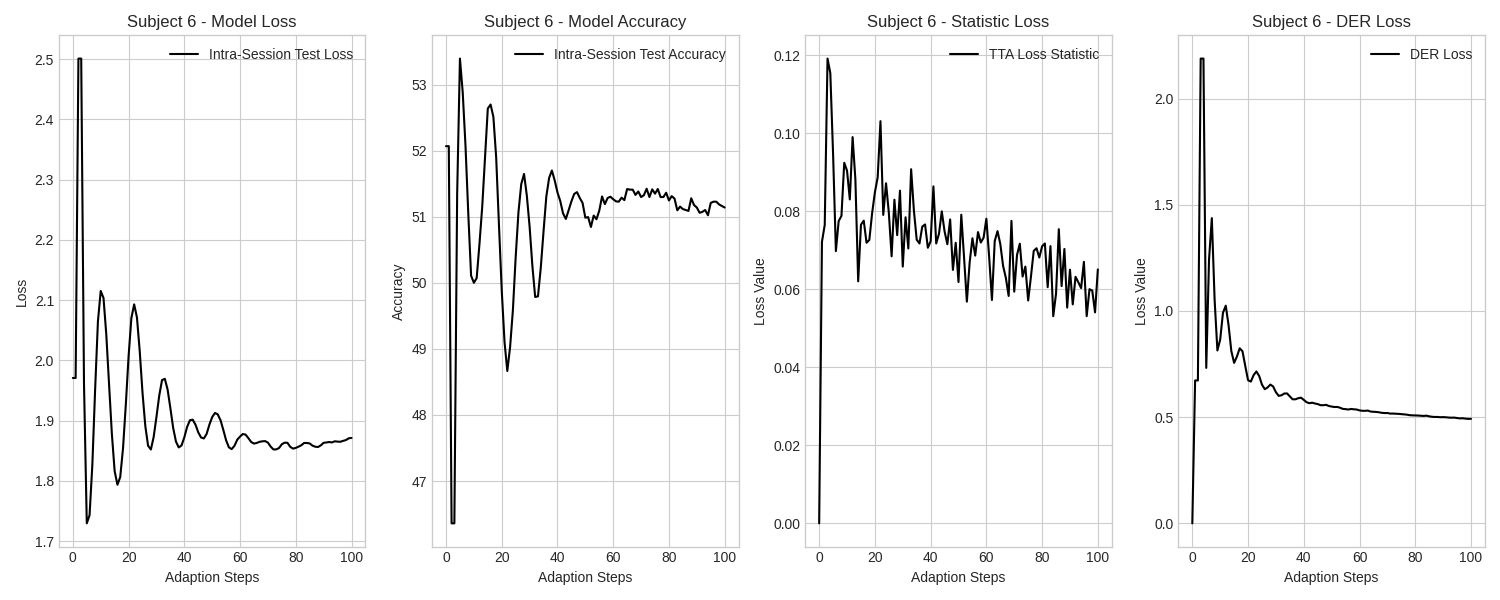 Subject 6 - Model Loss
Intra-Session Test Loss
2.5
2.4
2.3
2.2
2.1
2.0
1.9
1.8
1.7
Loss
0 20 40 60 80 100
Adaption Steps
Subject 6 - Model Accuracy
Intra-Session Test Accuracy
53
52
51
50
49
48
47
Accuracy
0 20 40 60 80 100
Adaption Steps
Subject 6 - Statistic Loss
TTA Loss Statistic
0.12
0.10
0.08
0.06
0.04
0.02
0.00
Loss Value
0 20 40 60 80 100
Adaption Steps
Subject 6 - DER Loss
DER Loss
2.0
1.5
1.0
0.5
0.0
Loss Value
0 20 40 60 80 100
Adaption Steps